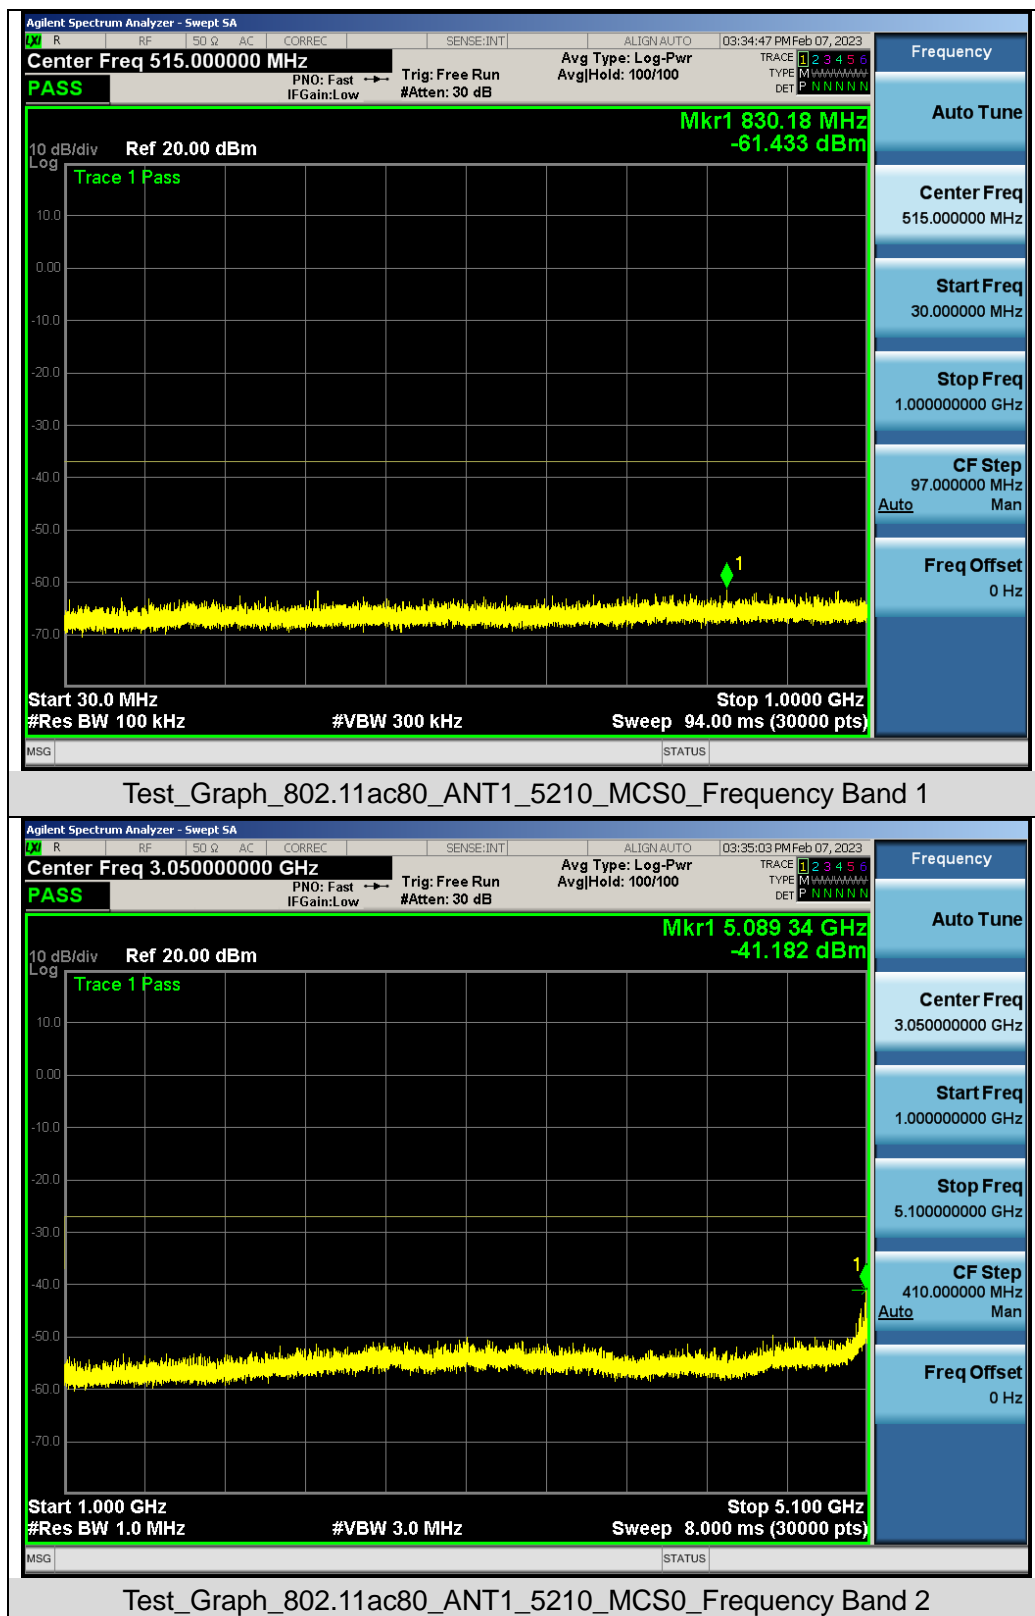 Agilent Spectrum Analyzer - Swept SA
LXI R RF 50 Ω AC CORREC SENSE:INT ALIGN AUTO 03:34:47 PM Feb 07, 2023
Center Freq 515.000000 MHz
PASS
PNO: Fast
IFGain:Low
Trig: Free Run
#Atten: 30 dB
Avg Type: Log-Pwr
Avg|Hold: 100/100
TRACE 1 2 3 4 5 6
TYPE M W W W W W
DET P N N N N N
Mkr1 830.18 MHz
-61.433 dBm
10 dB/div Ref 20.00 dBm
Log
Trace 1 Pass
10.0
0.00
-10.0
-20.0
-30.0
-40.0
-50.0
1
-60.0
-70.0
Start 30.0 MHz Stop 1.0000 GHz
#Res BW 100 kHz #VBW 300 kHz Sweep 94.00 ms (30000 pts)
MSG STATUS
Frequency
Auto Tune
Center Freq
515.000000 MHz
Start Freq
30.000000 MHz
Stop Freq
1.000000000 GHz
CF Step
97.000000 MHz
Auto Man
Freq Offset
0 Hz
Test_Graph_802.11ac80_ANT1_5210_MCS0_Frequency Band 1
Agilent Spectrum Analyzer - Swept SA
LXI R RF 50 Ω AC CORREC SENSE:INT ALIGN AUTO 03:35:03 PM Feb 07, 2023
Center Freq 3.050000000 GHz
PASS
PNO: Fast
IFGain:Low
Trig: Free Run
#Atten: 30 dB
Avg Type: Log-Pwr
Avg|Hold: 100/100
TRACE 1 2 3 4 5 6
TYPE M W W W W W
DET P N N N N N
Mkr1 5.089 34 GHz
-41.182 dBm
10 dB/div Ref 20.00 dBm
Log
Trace 1 Pass
10.0
0.00
-10.0
-20.0
-30.0
1
-40.0
-50.0
-60.0
-70.0
Start 1.000 GHz Stop 5.100 GHz
#Res BW 1.0 MHz #VBW 3.0 MHz Sweep 8.000 ms (30000 pts)
MSG STATUS
Frequency
Auto Tune
Center Freq
3.050000000 GHz
Start Freq
1.000000000 GHz
Stop Freq
5.100000000 GHz
CF Step
410.000000 MHz
Auto Man
Freq Offset
0 Hz
Test_Graph_802.11ac80_ANT1_5210_MCS0_Frequency Band 2